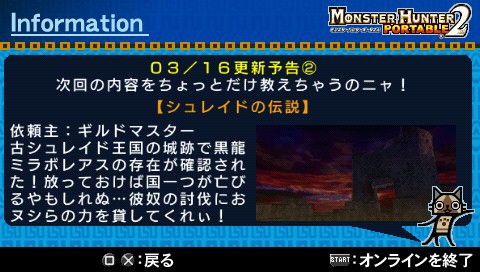 Information
MONSTER HUNTER
PORTABLE 2
03／16更新予告②
次回の内容をちょっとだけ教えちゃうのニャ！
【シュレイドの伝説】
依頼主：ギルドマスター
古シュレイド王国の城跡で黒龍
ミラボレアスの存在が確認され
た！放っておけば国一つが亡び
るやもしれぬ…彼奴の討伐にお
ヌシらの力を貸してくれぃ！
□・○:戻る
START:オンラインを終了